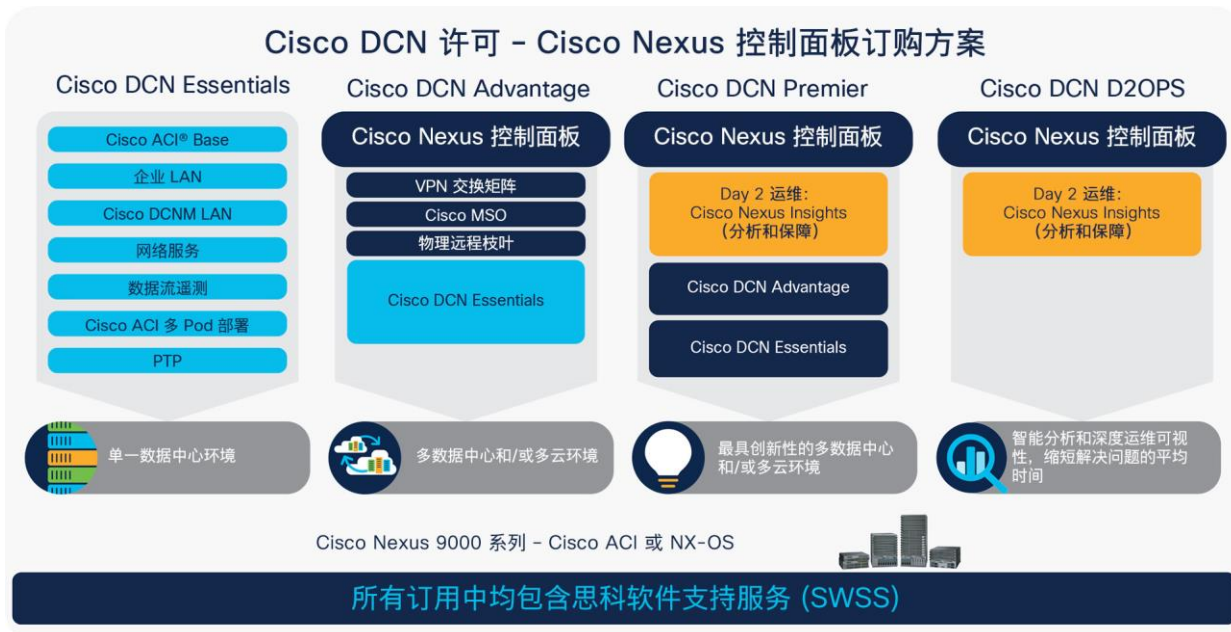 Cisco DCN 许可 – Cisco Nexus 控制面板订购方案
Cisco DCN Essentials
Cisco ACI® Base
企业 LAN
Cisco DCNM LAN
网络服务
数据流遥测
Cisco ACI 多 Pod 部署
PTP
单一数据中心环境
Cisco DCN Advantage
Cisco Nexus 控制面板
VPN 交换矩阵
Cisco MSO
物理远程枝叶
Cisco DCN Essentials
多数据中心和/或多云环境
Cisco DCN Premier
Cisco Nexus 控制面板
Day 2 运维:
Cisco Nexus Insights
(分析和保障)
Cisco DCN Advantage
Cisco DCN Essentials
最具创新性的多数据中心
和/或多云环境
Cisco DCN D2OPS
Cisco Nexus 控制面板
Day 2 运维:
Cisco Nexus Insights
(分析和保障)
智能分析和深度运维可视
性，缩短解决问题的平均
时间
Cisco Nexus 9000 系列 – Cisco ACI 或 NX-OS
所有订用中均包含思科软件支持服务 (SWSS)